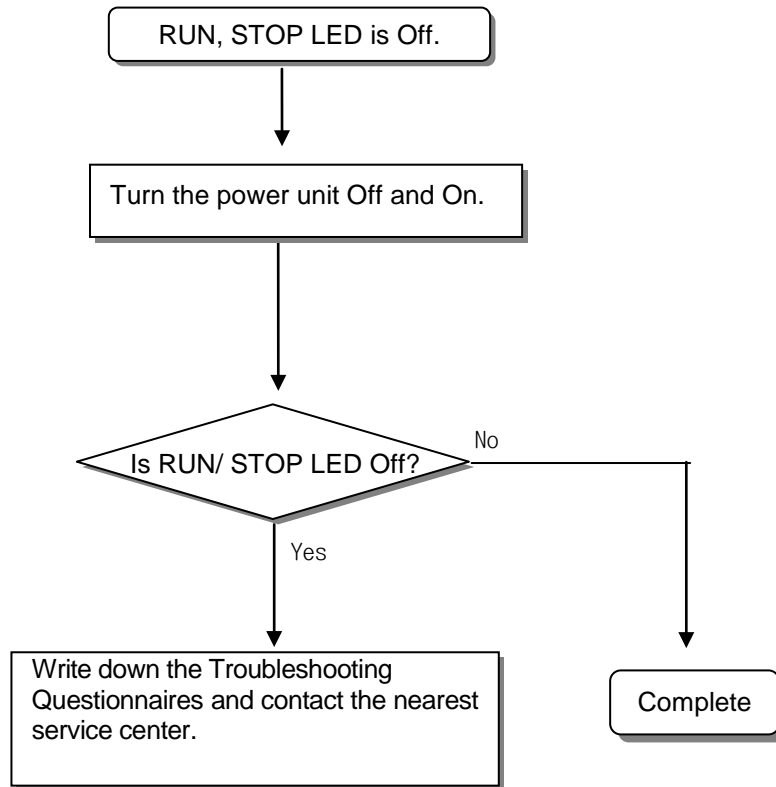 RUN, STOP LED is Off.
Turn the power unit Off and On.
Is RUN/ STOP LED Off?
No
Yes
Write down the Troubleshooting
Questionnaires and contact the nearest
service center.
Complete